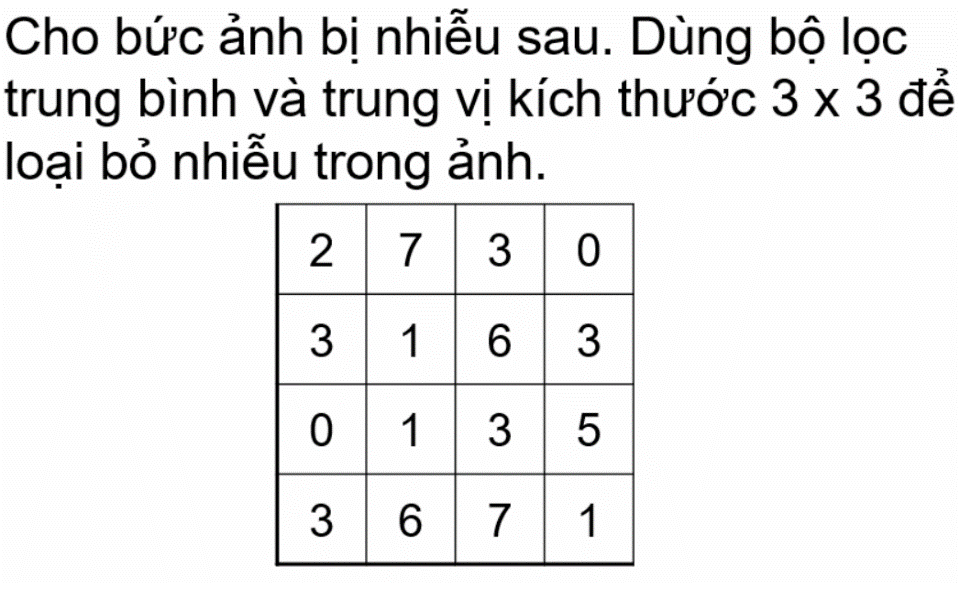 Cho bức ảnh bị nhiễu sau. Dùng bộ lọc
trung bình và trung vị kích thước 3 x 3 để
loại bỏ nhiễu trong ảnh.
2 7 3 0
3 1 6 3
0 1 3 5
3 6 7 1